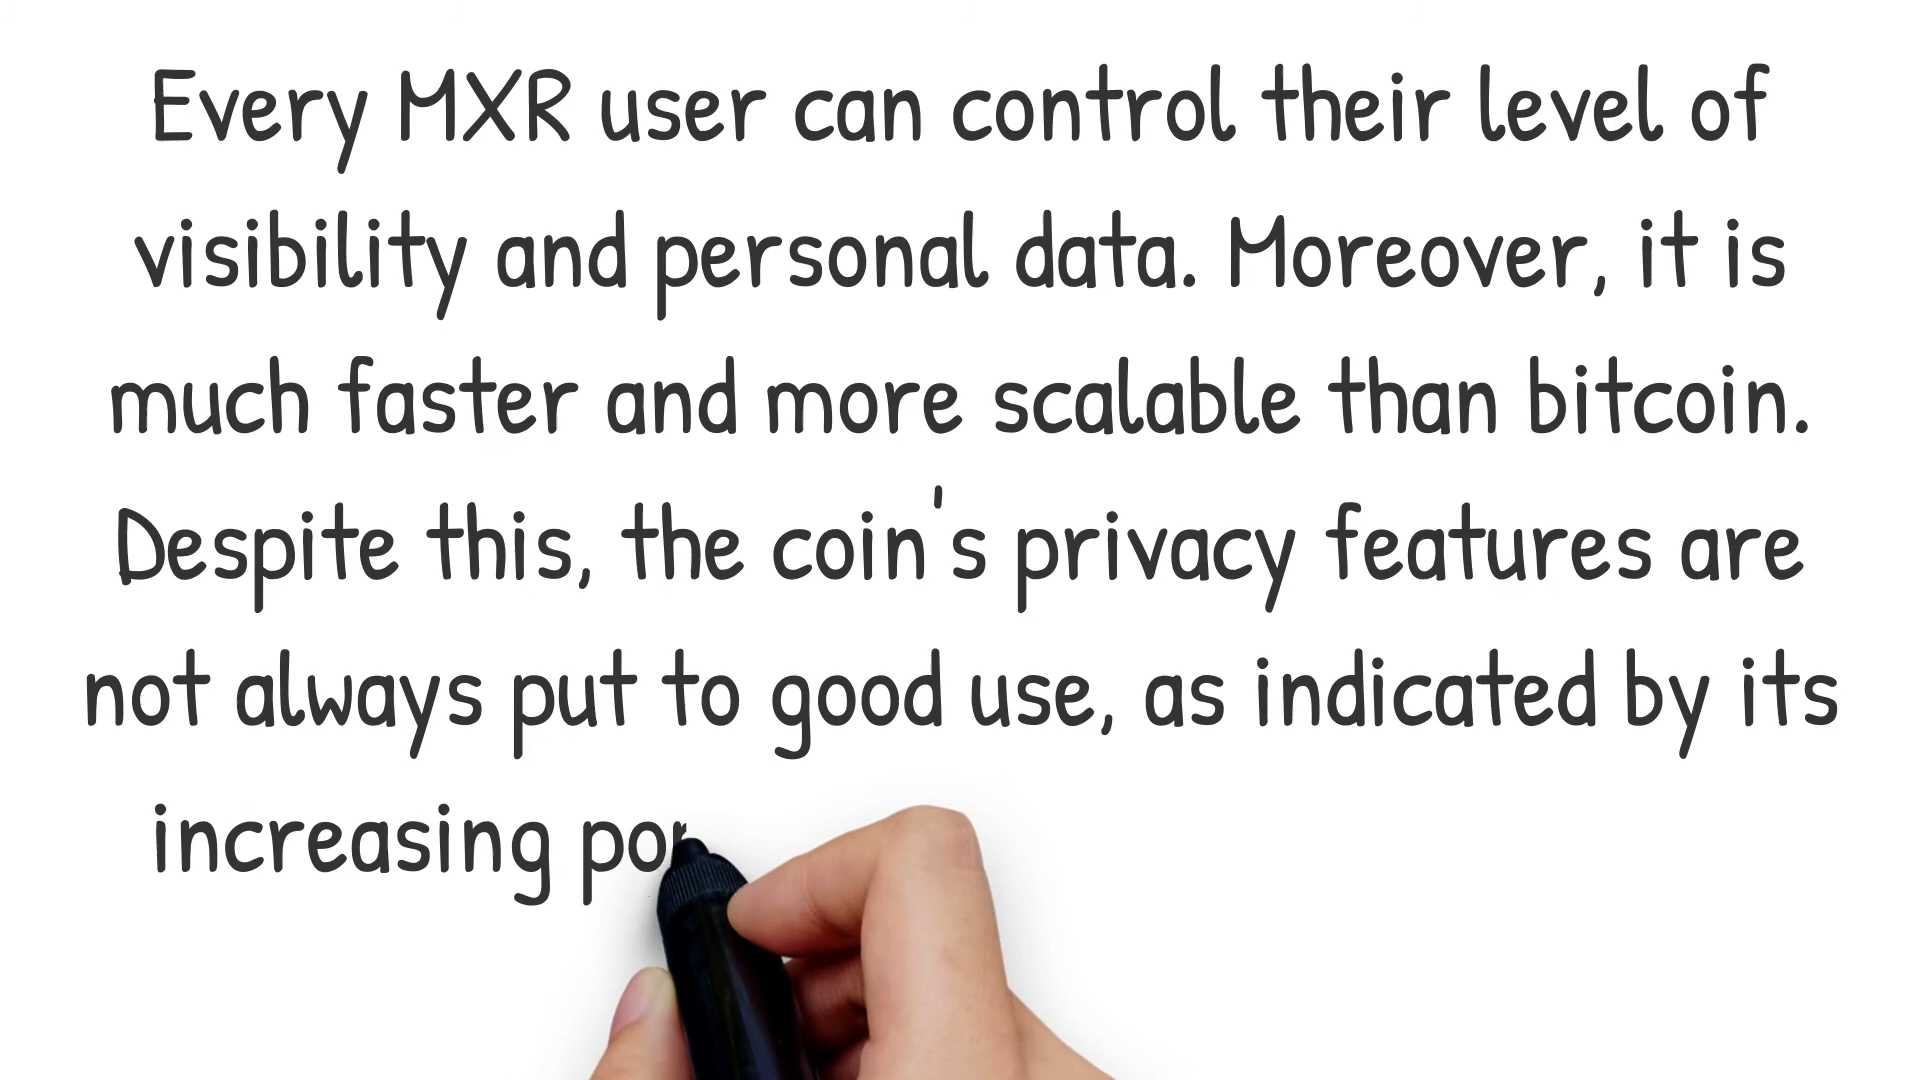 Every MXR user can control their level of
visibility and personal data. Moreover, it is
much faster and more scalable than bitcoin.
Despite this, the coin's privacy features are
not always put to good use, as indicated by its
increasing